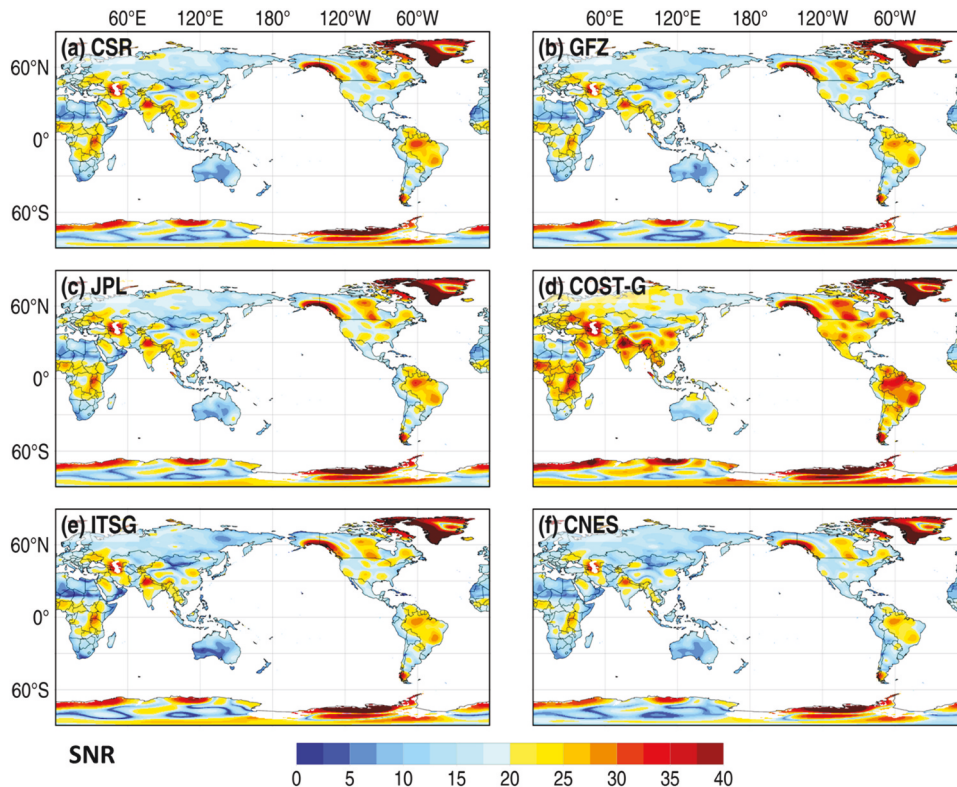 60°E 120°E 180° 120°W 60°W 60°E 120°E 180° 120°W 60°W
(a) CSR (b) GFZ
60°N
0°
60°S
(c) JPL (d) COST-G
60°N
0°
60°S
(e) ITSG (f) CNES
60°N
0°
60°S
SNR
0 5 10 15 20 25 30 35 40